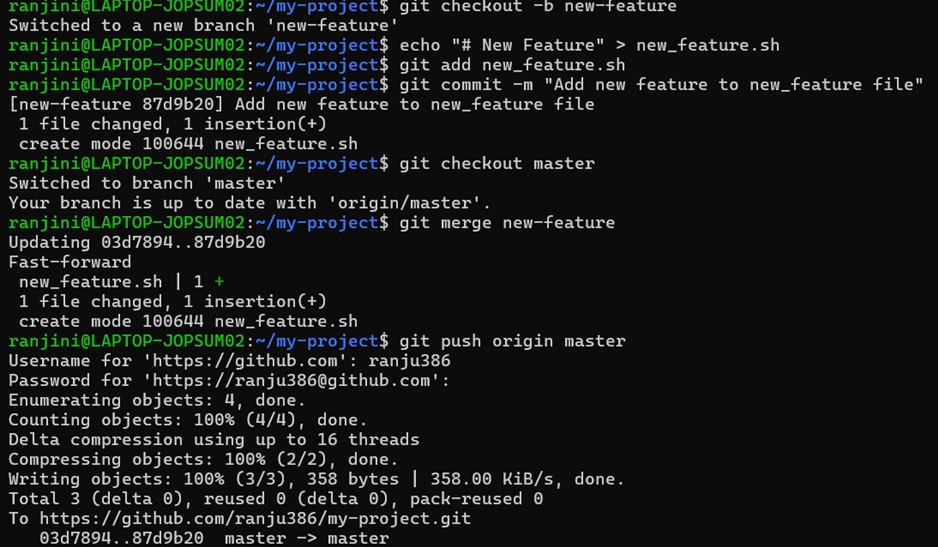 ranjini@LAPTOP-JOPSUM02:~/my-project$ git checkout -b new-feature
Switched to a new branch 'new-feature'
ranjini@LAPTOP-JOPSUM02:~/my-project$ echo "# New Feature" > new_feature.sh
ranjini@LAPTOP-JOPSUM02:~/my-project$ git add new_feature.sh
ranjini@LAPTOP-JOPSUM02:~/my-project$ git commit -m "Add new feature to new_feature file"
[new-feature 87d9b20] Add new feature to new_feature file
 1 file changed, 1 insertion(+)
 create mode 100644 new_feature.sh
ranjini@LAPTOP-JOPSUM02:~/my-project$ git checkout master
Switched to branch 'master'
Your branch is up to date with 'origin/master'.
ranjini@LAPTOP-JOPSUM02:~/my-project$ git merge new-feature
Updating 03d7894..87d9b20
Fast-forward
 new_feature.sh | 1 +
 1 file changed, 1 insertion(+)
 create mode 100644 new_feature.sh
ranjini@LAPTOP-JOPSUM02:~/my-project$ git push origin master
Username for 'https://github.com': ranju386
Password for 'https://ranju386@github.com':
Enumerating objects: 4, done.
Counting objects: 100% (4/4), done.
Delta compression using up to 16 threads
Compressing objects: 100% (2/2), done.
Writing objects: 100% (3/3), 358 bytes | 358.00 KiB/s, done.
Total 3 (delta 0), reused 0 (delta 0), pack-reused 0
To https://github.com/ranju386/my-project.git
   03d7894..87d9b20  master -> master